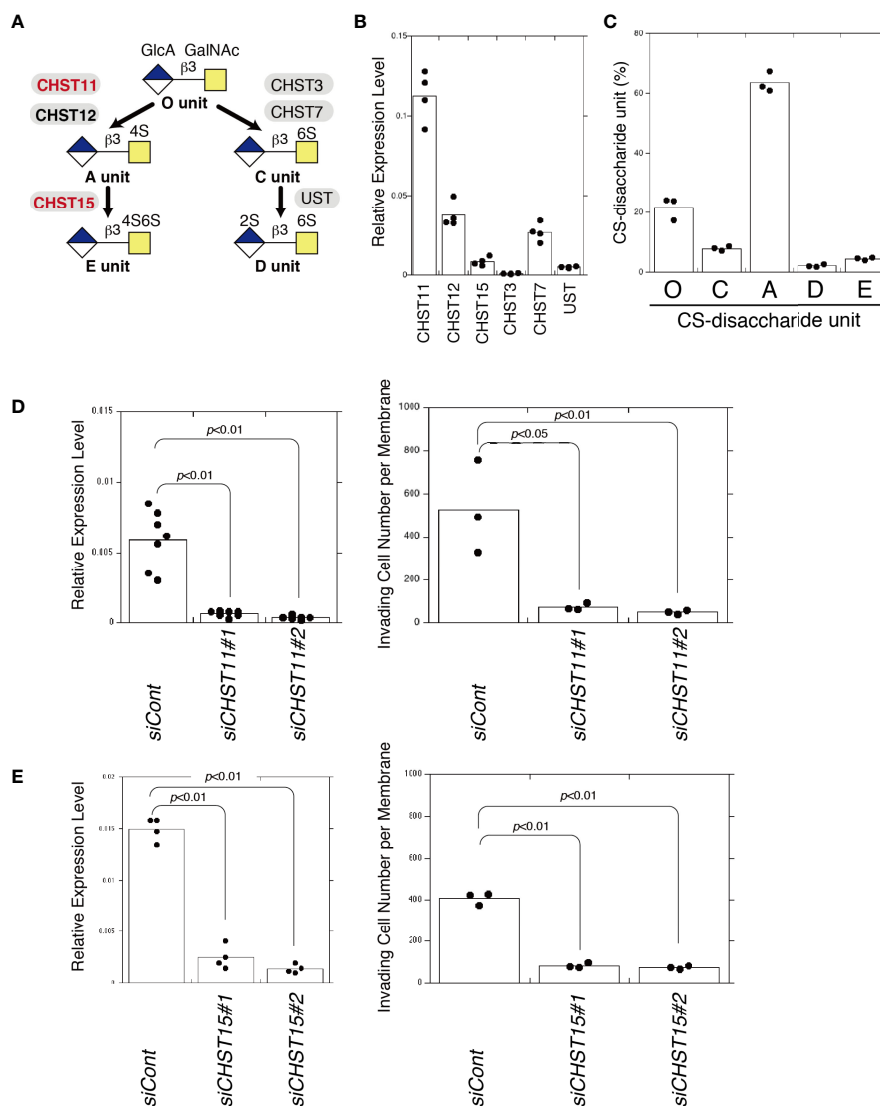 A
GlcA GalNAc
β3
O unit
CHST11
CHST12
CHST3
CHST7
β3 4S
A unit
β3 6S
C unit
CHST15
UST
β3 4S6S
E unit
2S β3 6S
D unit
B
Relative Expression Level
0.15
0.1
0.05
0
CHST11
CHST12
CHST15
CHST3
CHST7
UST
C
CS-disaccharide unit (%)
80
60
40
20
0
O C A D E
CS-disaccharide unit
D
Relative Expression Level
0.015
0.01
0.005
0
p<0.01
p<0.01
siCont
siCHST11#1
siCHST11#2
Invading Cell Number per Membrane
1000
800
600
400
200
0
p<0.01
p<0.05
siCont
siCHST11#1
siCHST11#2
E
Relative Expression Level
0.02
0.015
0.01
0.005
0
p<0.01
p<0.01
siCont
siCHST15#1
siCHST15#2
Invading Cell Number per Membrane
1000
800
600
400
200
0
p<0.01
p<0.01
siCont
siCHST15#1
siCHST15#2